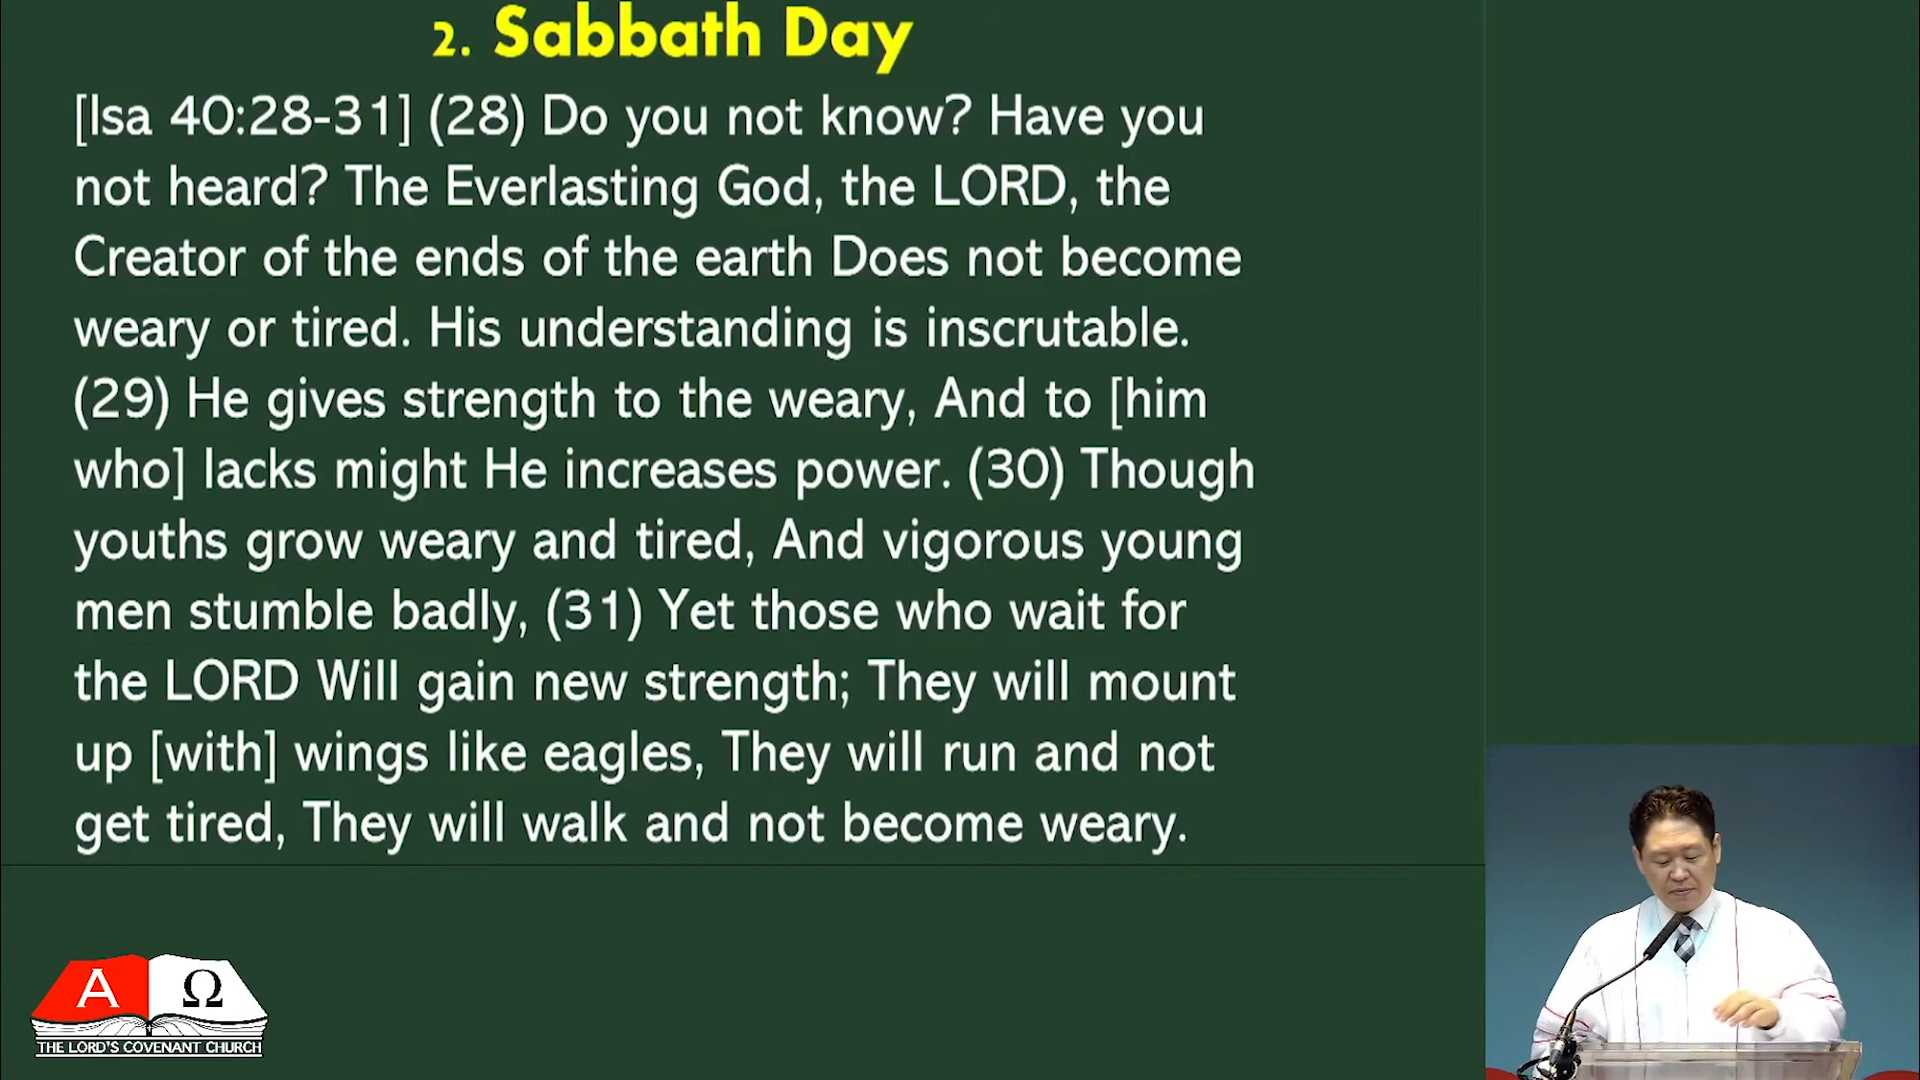 2. Sabbath Day
[Isa 40:28-31] (28) Do you not know? Have you
not heard? The Everlasting God, the LORD, the
Creator of the ends of the earth Does not become
weary or tired. His understanding is inscrutable.
(29) He gives strength to the weary, And to [him
who] lacks might He increases power. (30) Though
youths grow weary and tired, And vigorous young
men stumble badly, (31) Yet those who wait for
the LORD Will gain new strength; They will mount
up [with] wings like eagles, They will run and not
get tired, They will walk and not become weary.
Α Ω
THE LORD'S COVENANT CHURCH